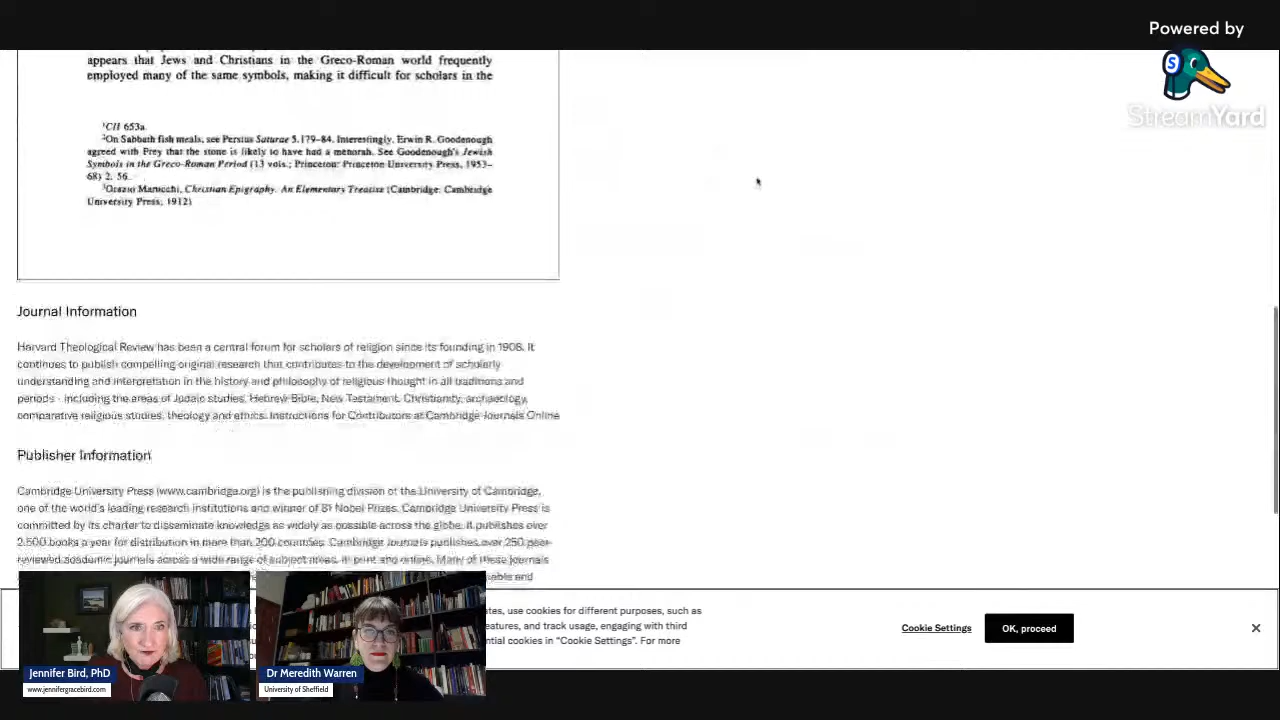 Powered by
StreamYard
appears that Jews and Christians in the Greco-Roman world frequently
employed many of the same symbols, making it difficult for scholars in the
¹CIJ 653a.
²On Sabbath fish meals, see Persius Saturae 5.179–84. Interestingly, Erwin R. Goodenough
agreed with Frey that the stone is likely to have had a menorah. See Goodenough's Jewish
Symbols in the Greco-Roman Period (13 vols.; Princeton: Princeton University Press, 1953–
68) 2. 56.
³Orazio Marucchi, Christian Epigraphy. An Elementary Treatise (Cambridge: Cambridge
University Press, 1912)
Journal Information
Harvard Theological Review has been a central forum for scholars of religion since its founding in 1908. It
continues to publish compelling original research that contributes to the development of scholarly
understanding and interpretation in the history and philosophy of religious thought in all traditions and
periods - including the areas of Judaic studies, Hebrew Bible, New Testament, Christianity, archaeology,
comparative religious studies, theology and ethics. Instructions for Contributors at Cambridge Journals Online
Publisher Information
Cambridge University Press (www.cambridge.org) is the publishing division of the University of Cambridge,
one of the world's leading research institutions and winner of 81 Nobel Prizes. Cambridge University Press is
committed by its charter to disseminate knowledge as widely as possible across the globe. It publishes over
2,500 books a year for distribution in more than 200 countries. Cambridge Journals publishes over 250 peer-
reviewed academic journals across a wide range of subject areas, in print and online. Many of these journals
able and
tes, use cookies for different purposes, such as
eatures, and track usage, engaging with third
ntial cookies in "Cookie Settings". For more
Cookie Settings
OK, proceed
Jennifer Bird, PhD
www.jennifergracebird.com
Dr Meredith Warren
University of Sheffield